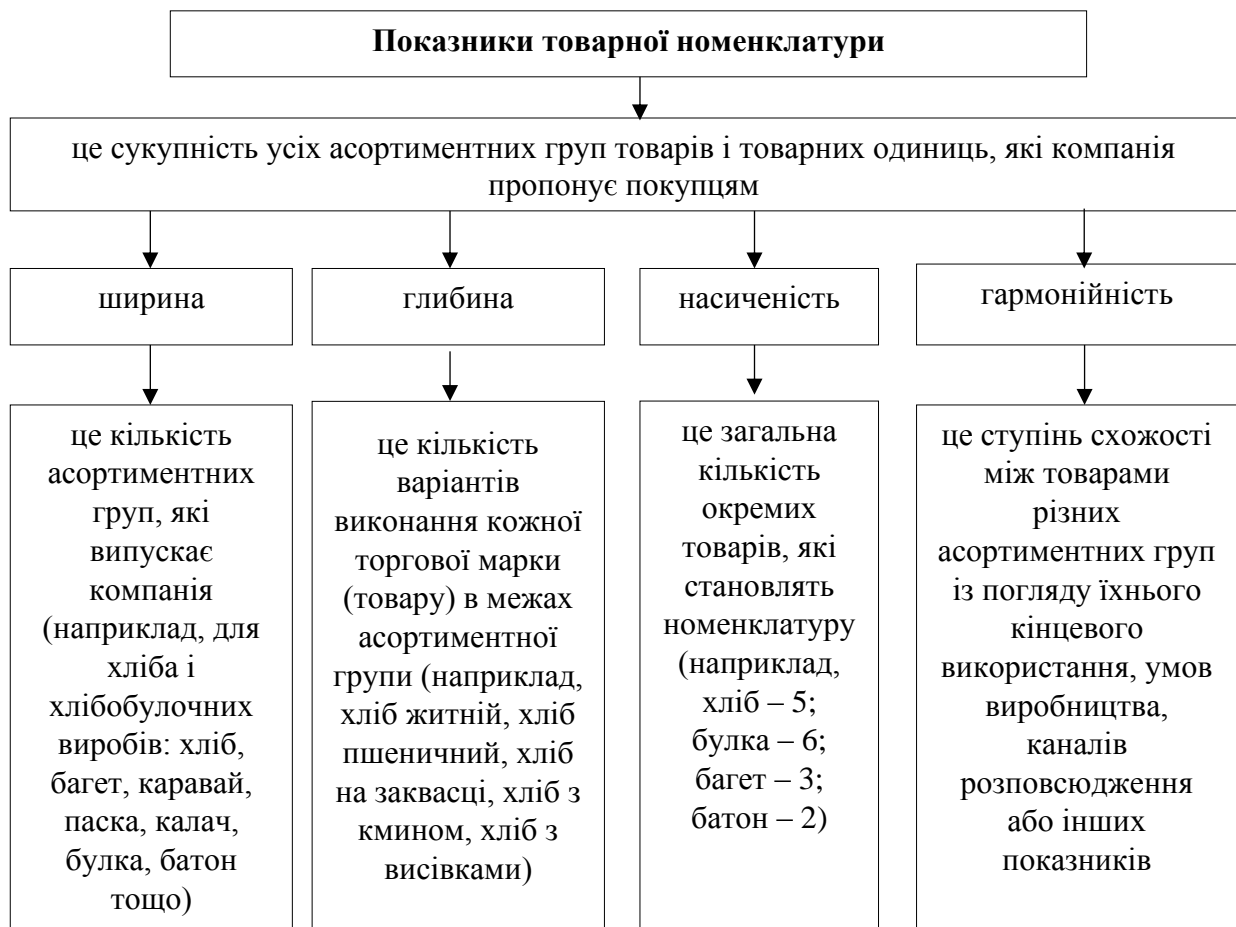 Показники товарної номенклатури
це сукупність усіх асортиментних груп товарів і товарних одиниць, які компанія
пропонує покупцям
ширина
глибина
насиченість
гармонійність
це кількість
асортиментних
груп, які
випускає
компанія
(наприклад, для
хліба і
хлібобулочних
виробів: хліб,
багет, каравай,
паска, калач,
булка, батон
тощо)
це кількість
варіантів
виконання кожної
торгової марки
(товару) в межах
асортиментної
групи (наприклад,
хліб житній, хліб
пшеничний, хліб
на заквасці, хліб з
кмином, хліб з
висівками)
це загальна
кількість
окремих
товарів, які
становлять
номенклатуру
(наприклад,
хліб – 5;
булка – 6;
багет – 3;
батон – 2)
це ступінь схожості
між товарами
різних
асортиментних груп
із погляду їхнього
кінцевого
використання, умов
виробництва,
каналів
розповсюдження
або інших
показників